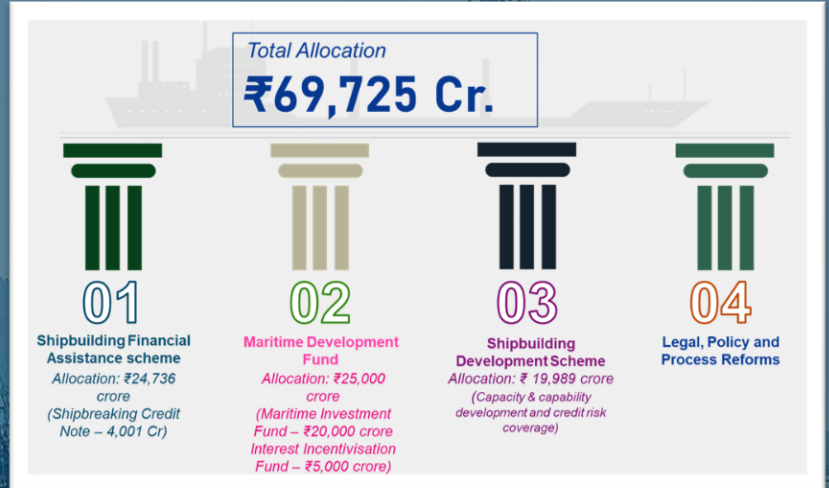 Total Allocation
₹69,725 Cr.
01
Shipbuilding Financial
Assistance scheme
Allocation: ₹24,736
crore
(Shipbreaking Credit
Note – 4,001 Cr)
02
Maritime Development
Fund
Allocation: ₹25,000
crore
(Maritime Investment
Fund – ₹20,000 crore
Interest Incentivisation
Fund – ₹5,000 crore)
03
Shipbuilding
Development Scheme
Allocation: ₹ 19,989 crore
(Capacity & capability
development and credit risk
coverage)
04
Legal, Policy and
Process Reforms